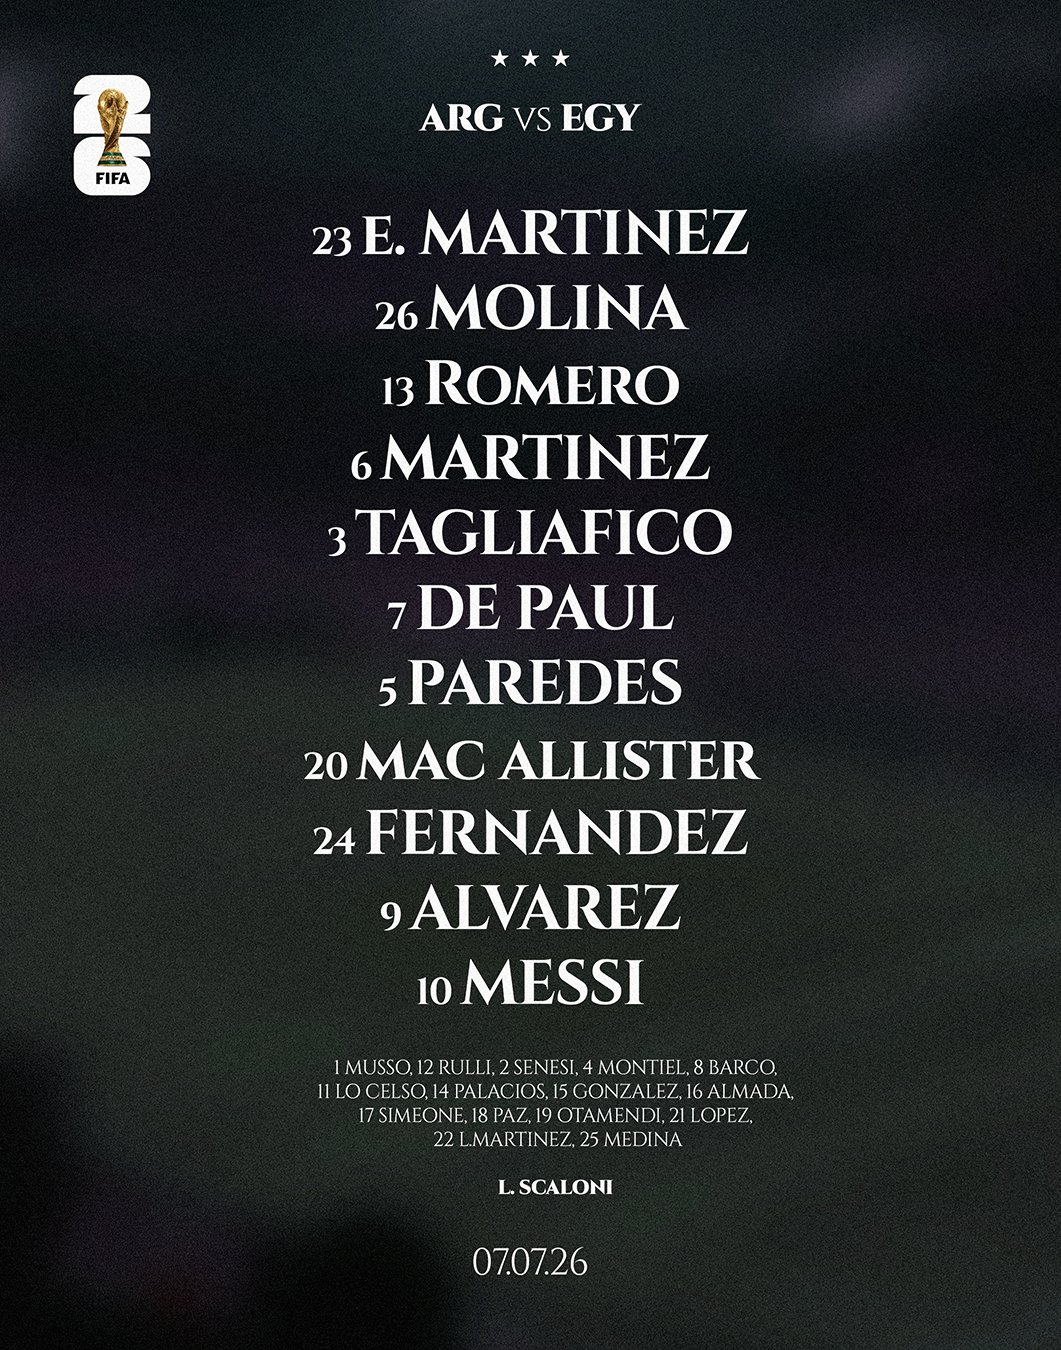 ★ ★ ★
26
FIFA
ARG VS EGY
23 E. MARTINEZ
26 MOLINA
13 ROMERO
6 MARTINEZ
3 TAGLIAFICO
7 DE PAUL
5 PAREDES
20 MAC ALLISTER
24 FERNANDEZ
9 ALVAREZ
10 MESSI
1 MUSSO, 12 RULLI, 2 SENESI, 4 MONTIEL, 8 BARCO,
11 LO CELSO, 14 PALACIOS, 15 GONZALEZ, 16 ALMADA,
17 SIMEONE, 18 PAZ, 19 OTAMENDI, 21 LOPEZ,
22 L.MARTINEZ, 25 MEDINA
L. SCALONI
07.07.26